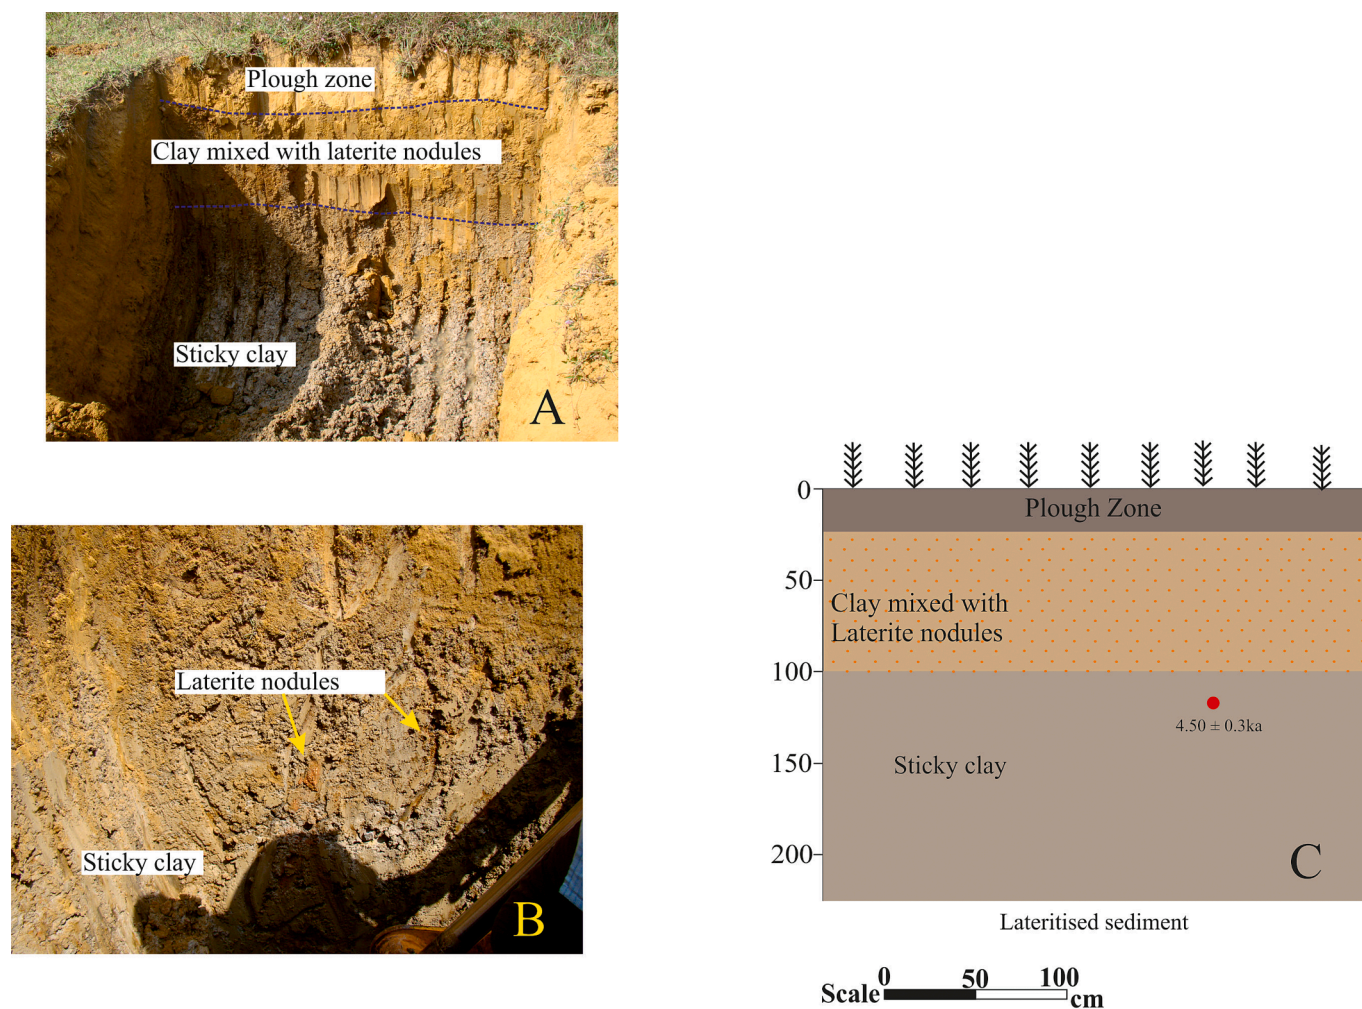 Plough zone
Clay mixed with laterite nodules
Sticky clay
A
Laterite nodules
Sticky clay
B
0
Plough Zone
50
Clay mixed with
Laterite nodules
100
4.50 ± 0.3ka
150
Sticky clay
200
C
Lateritised sediment
0 50 100
Scale cm